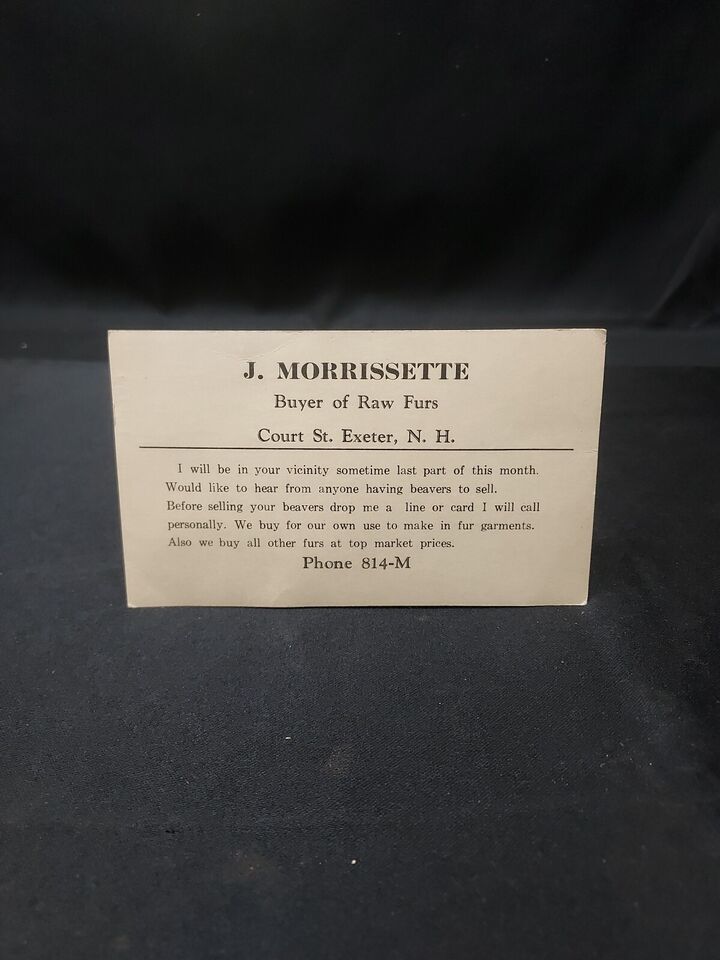 J. MORRISSETTE
Buyer of Raw Furs
Court St. Exeter, N. H.
I will be in your vicinity sometime last part of this month.
Would like to hear from anyone having beavers to sell.
Before selling your beavers drop me a line or card I will call
personally. We buy for our own use to make in fur garments.
Also we buy all other furs at top market prices.
Phone 814-M